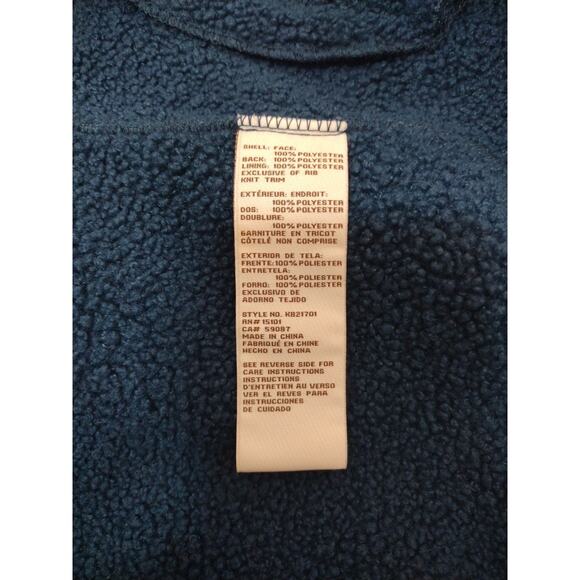 SHELL: FACE:
100% POLYESTER
BACK: 100% POLYESTER
LINING: 100% POLYESTER
EXCLUSIVE OF RIB
KNIT TRIM
EXTÉRIEUR: ENDROIT:
100% POLYESTER
DOS: 100% POLYESTER
DOUBLURE:
100% POLYESTER
GARNITURE EN TRICOT
CÔTELÉ NON COMPRISE
EXTERIOR DE TELA:
FRENTE: 100% POLIESTER
ENTRETELA:
100% POLIESTER
FORRO: 100% POLIESTER
EXCLUSIVO DE
ADORNO TEJIDO
STYLE NO. KB21701
RN# 15101
CA# 59087
MADE IN CHINA
FABRIQUÉ EN CHINE
HECHO EN CHINA
SEE REVERSE SIDE FOR
CARE INSTRUCTIONS
INSTRUCTIONS
D'ENTRETIEN AU VERSO
VER EL REVES PARA
INSTRUCCIONES
DE CUIDADO